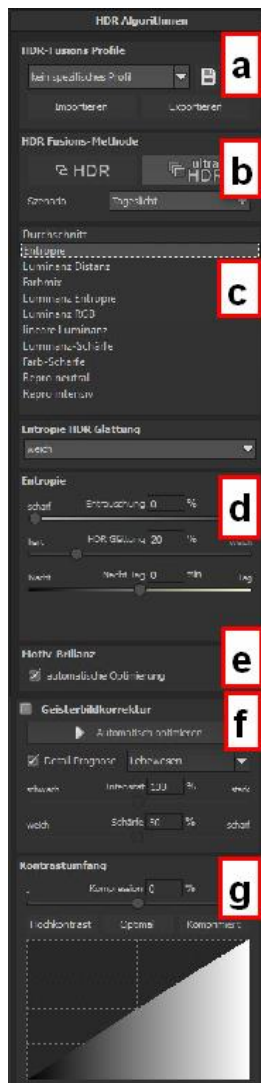 HDR Algorithmen
HDR-Fusions Profile
a
kein spezifisches Profil
Importieren Exportieren
HDR Fusions-Methode
b
HDR ultra HDR
Szenario Tageslicht
Durchschnitt
Entropie
Luminanz Distanz
Farbmix
Luminanz Entropie
c
Luminanz RGB
lineare Luminanz
Luminanz-Schärfe
Farb-Schärfe
Repro neutral
Repro intensiv
Entropie HDR Glättung
weich
Entropie
d
scharf Entrauschung 0 %
hart HDR Glättung 20 % weich
Nacht Nacht Tag 0 min Tag
Motiv-Brillanz
e
automatische Optimierung
Geisterbildkorrektur
f
Automatisch optimieren
Detail Prognose Lebewesen
schwach Intensität 100 % stark
weich Schärfe 50 % scharf
Kontrastumfang
g
- Kompression 0 %
Hochkontrast Optimal Komprimiert